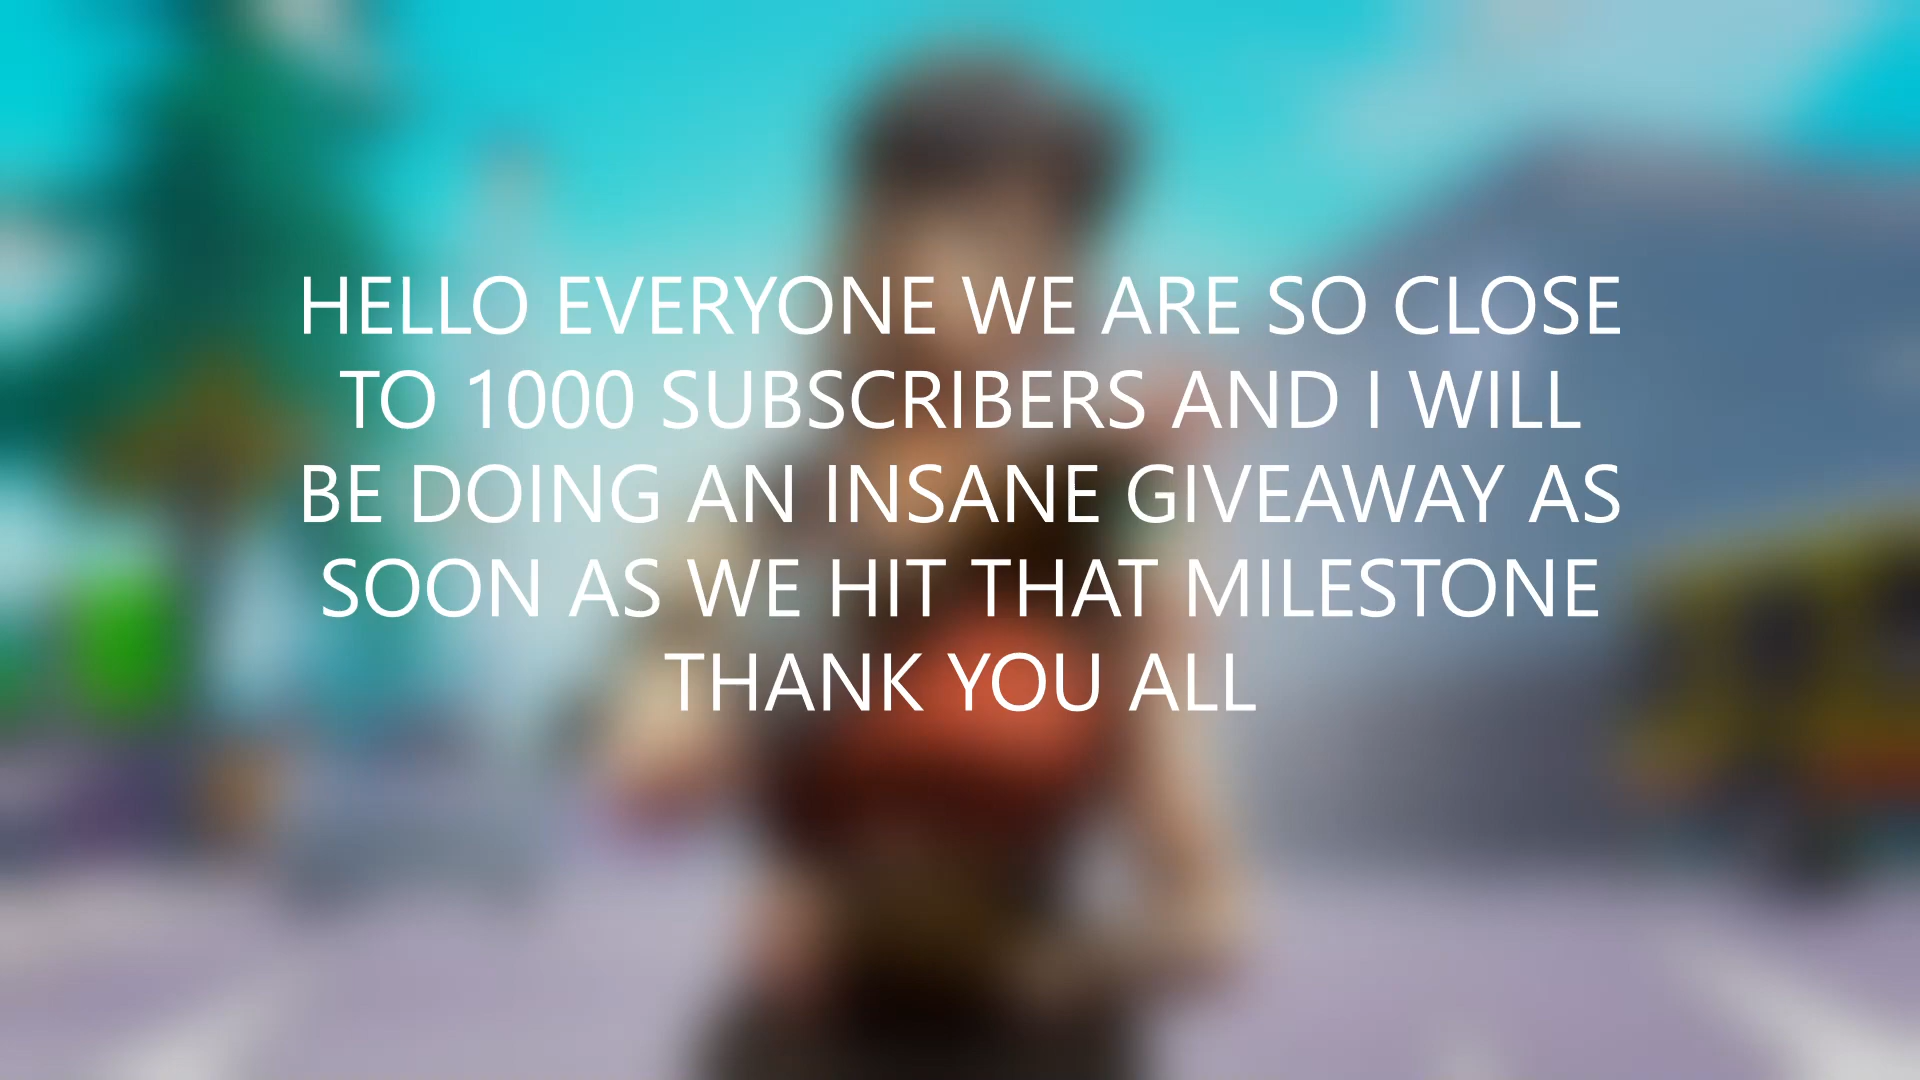 HELLO EVERYONE WE ARE SO CLOSE
TO 1000 SUBSCRIBERS AND I WILL
BE DOING AN INSANE GIVEAWAY AS
SOON AS WE HIT THAT MILESTONE
THANK YOU ALL